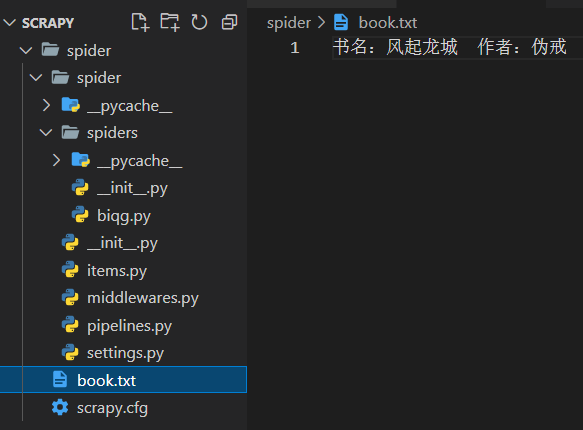 SCRAPY
spider
spider
__pycache__
spiders
__pycache__
__init__.py
biqg.py
__init__.py
items.py
middlewares.py
pipelines.py
settings.py
book.txt
scrapy.cfg
spider > book.txt
1 书名：风起龙城  作者：伪戒